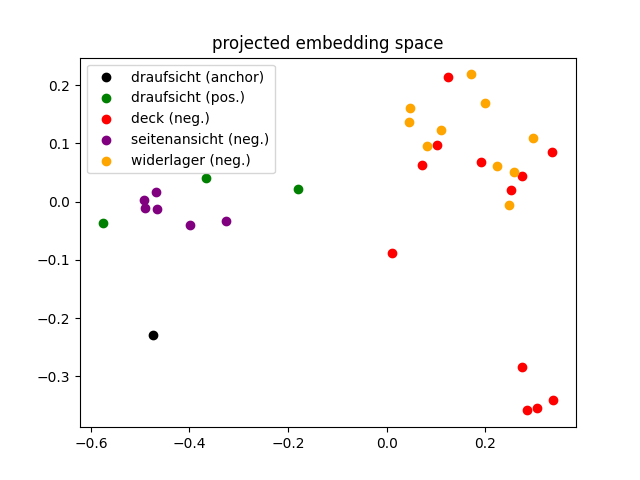 projected embedding space
draufsicht (anchor)
draufsicht (pos.)
deck (neg.)
seitenansicht (neg.)
widerlager (neg.)
0.2
0.1
0.0
−0.1
−0.2
−0.3
−0.6 −0.4 −0.2 0.0 0.2